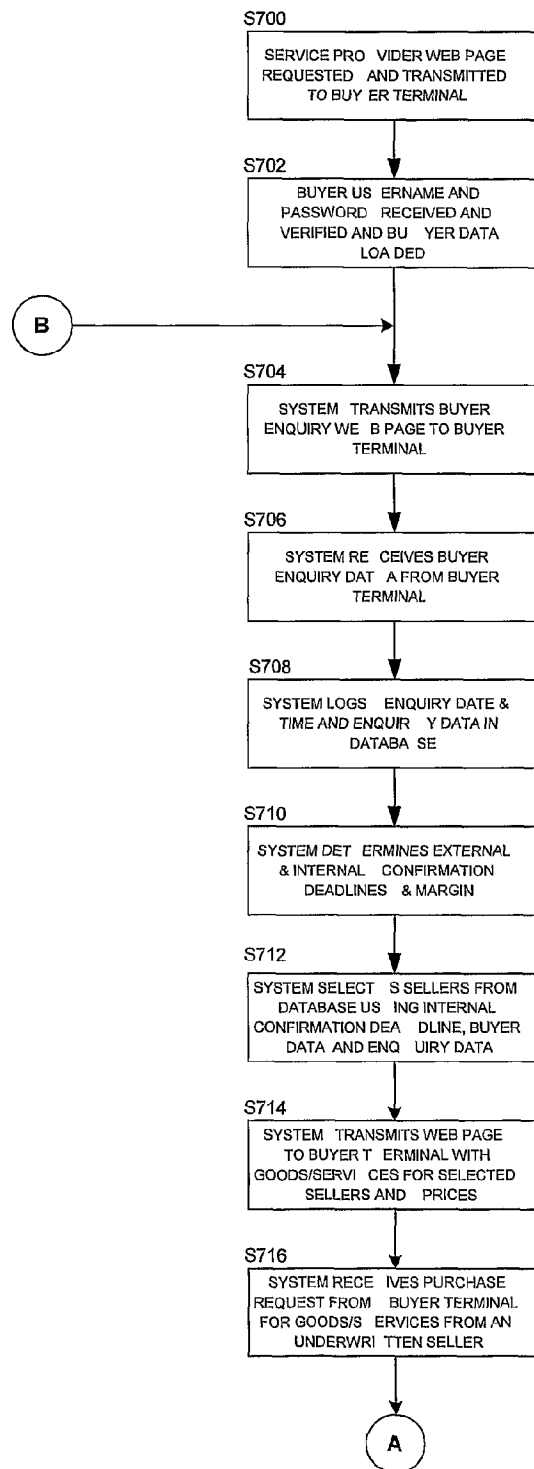 S700
SERVICE PRO VIDER WEB PAGE
REQUESTED AND TRANSMITTED
TO BUY ER TERMINAL
S702
BUYER US ERNAME AND
PASSWORD RECEIVED AND
VERIFIED AND BU YER DATA
LOA DED
B
S704
SYSTEM TRANSMITS BUYER
ENQUIRY WE B PAGE TO BUYER
TERMINAL
S706
SYSTEM RE CEIVES BUYER
ENQUIRY DAT A FROM BUYER
TERMINAL
S708
SYSTEM LOGS ENQUIRY DATE &
TIME AND ENQUIR Y DATA IN
DATABA SE
S710
SYSTEM DET ERMINES EXTERNAL
& INTERNAL CONFIRMATION
DEADLINES & MARGIN
S712
SYSTEM SELECT S SELLERS FROM
DATABASE US ING INTERNAL
CONFIRMATION DEA DLINE, BUYER
DATA AND ENQ UIRY DATA
S714
SYSTEM TRANSMITS WEB PAGE
TO BUYER T ERMINAL WITH
GOODS/SERVI CES FOR SELECTED
SELLERS AND PRICES
S716
SYSTEM RECE IVES PURCHASE
REQUEST FROM BUYER TERMINAL
FOR GOODS/S ERVICES FROM AN
UNDERWRI TTEN SELLER
A